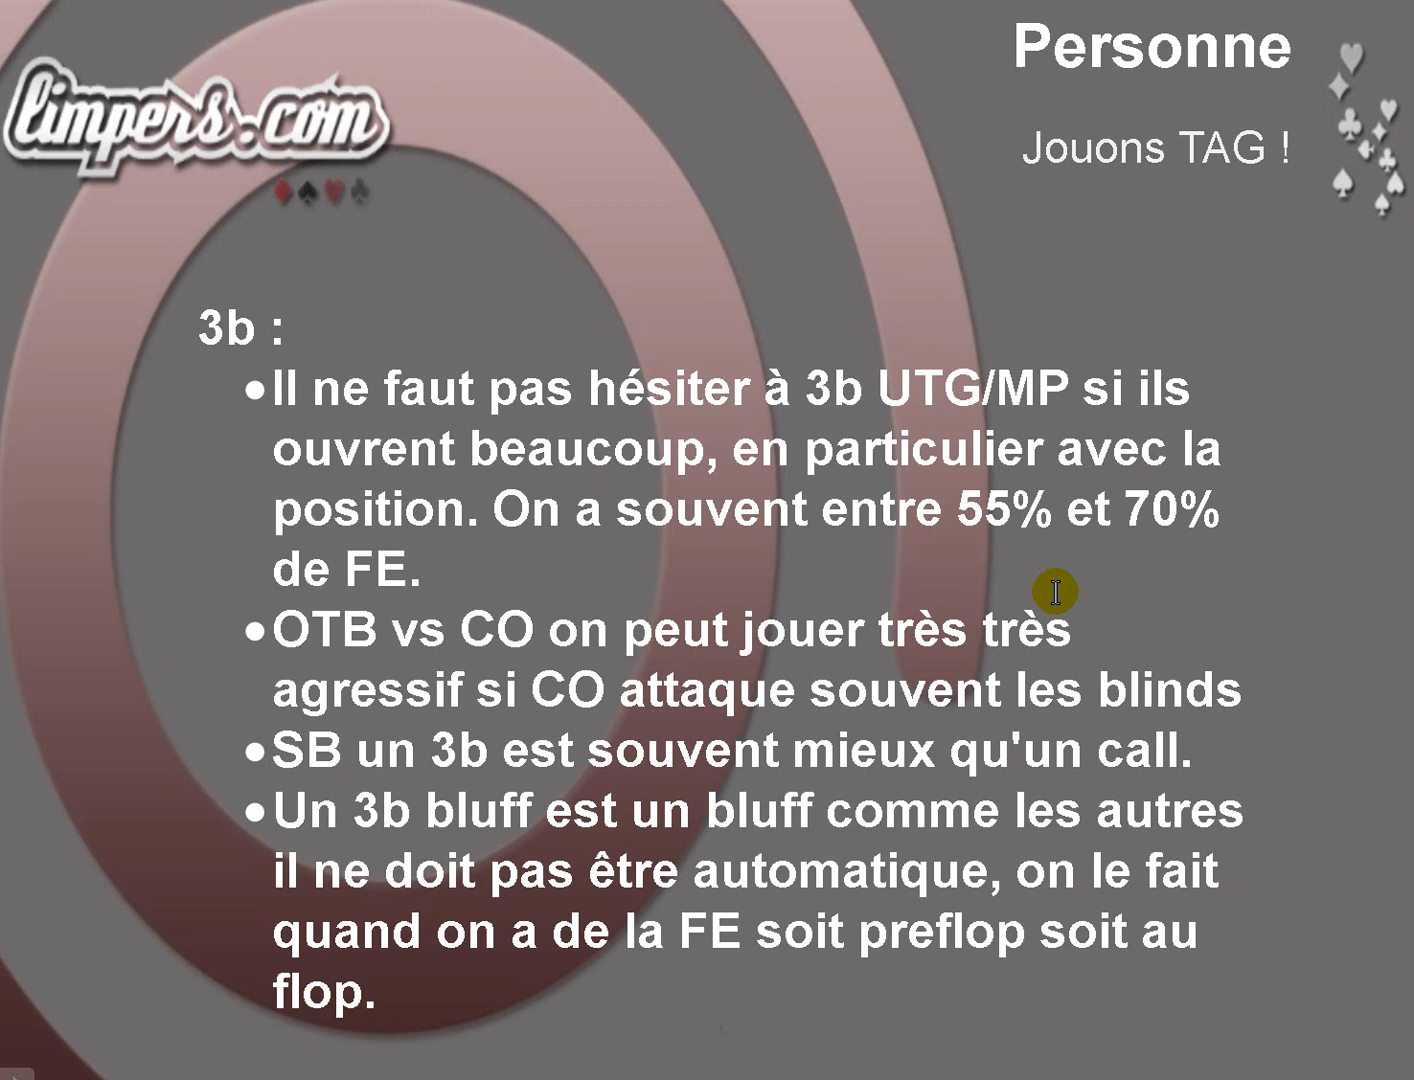 Personne
limpers.com
Jouons TAG !
3b :
•Il ne faut pas hésiter à 3b UTG/MP si ils
ouvrent beaucoup, en particulier avec la
position. On a souvent entre 55% et 70%
de FE.
•OTB vs CO on peut jouer très très
agressif si CO attaque souvent les blinds
•SB un 3b est souvent mieux qu'un call.
•Un 3b bluff est un bluff comme les autres
il ne doit pas être automatique, on le fait
quand on a de la FE soit preflop soit au
flop.